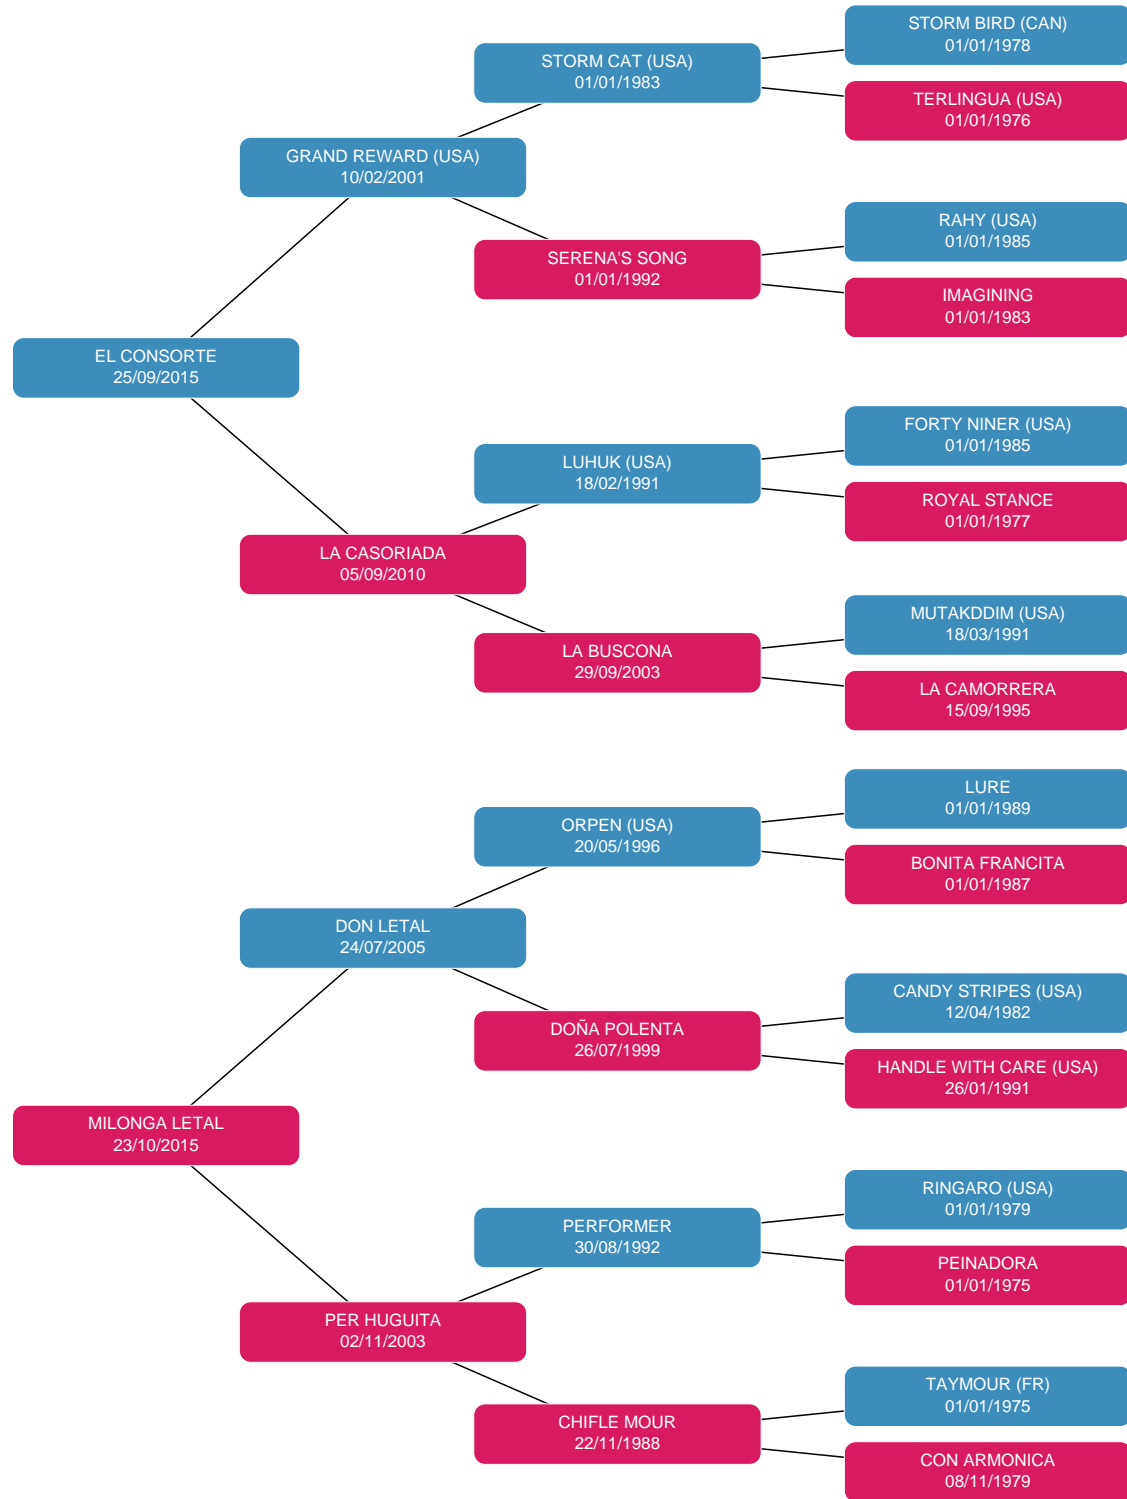 STORM BIRD (CAN)
01/01/1978
STORM CAT (USA)
01/01/1983
TERLINGUA (USA)
01/01/1976
GRAND REWARD (USA)
10/02/2001
RAHY (USA)
01/01/1985
SERENA'S SONG
01/01/1992
IMAGINING
01/01/1983
EL CONSORTE
25/09/2015
FORTY NINER (USA)
01/01/1985
LUHUK (USA)
18/02/1991
ROYAL STANCE
01/01/1977
LA CASORIADA
05/09/2010
MUTAKDDIM (USA)
18/03/1991
LA BUSCONA
29/09/2003
LA CAMORRERA
15/09/1995
LURE
01/01/1989
ORPEN (USA)
20/05/1996
BONITA FRANCITA
01/01/1987
DON LETAL
24/07/2005
CANDY STRIPES (USA)
12/04/1982
DOÑA POLENTA
26/07/1999
HANDLE WITH CARE (USA)
26/01/1991
MILONGA LETAL
23/10/2015
RINGARO (USA)
01/01/1979
PERFORMER
30/08/1992
PEINADORA
01/01/1975
PER HUGUITA
02/11/2003
TAYMOUR (FR)
01/01/1975
CHIFLE MOUR
22/11/1988
CON ARMONICA
08/11/1979